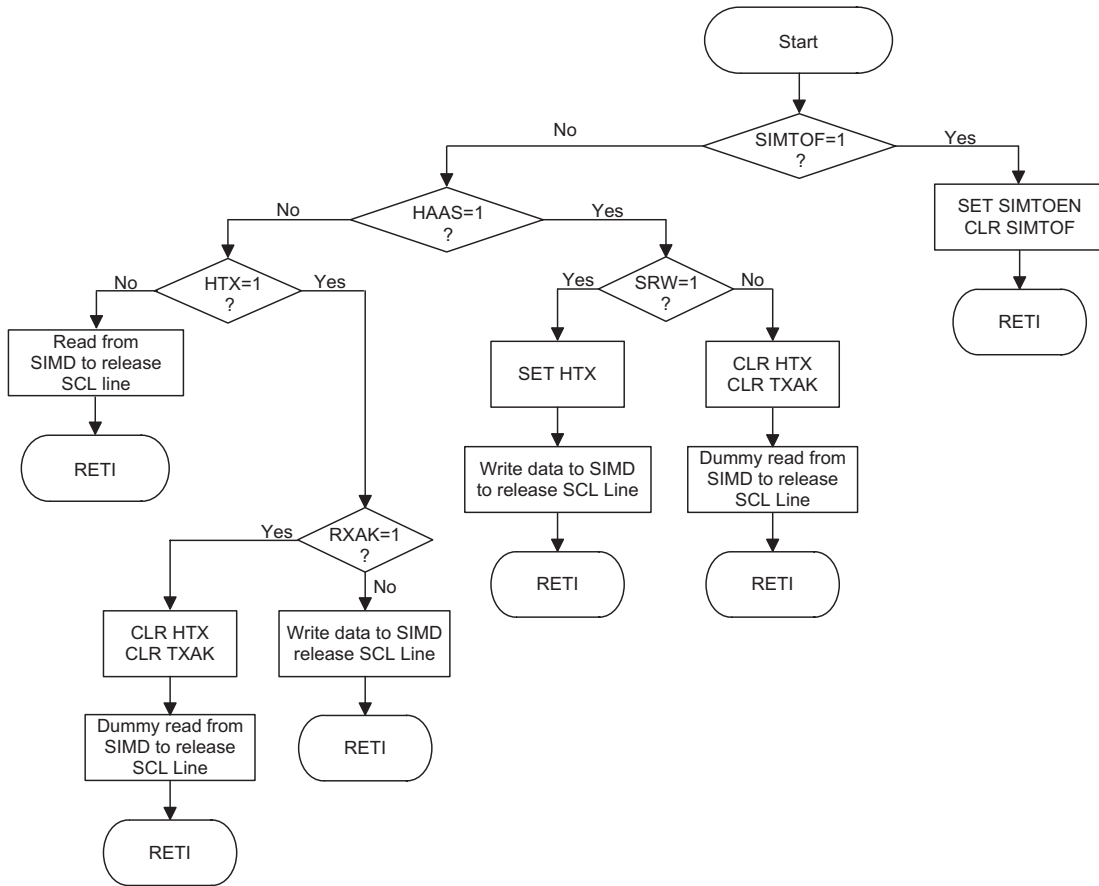 Start
No
SIMTOF=1
?
Yes
No
HAAS=1
?
Yes
SET SIMTOEN
CLR SIMTOF
No
HTX=1
?
Yes
Yes
SRW=1
?
No
RETI
Read from
SIMD to release
SCL line
SET HTX
CLR HTX
CLR TXAK
RETI
Write data to SIMD
to release SCL Line
Dummy read from
SIMD to release
SCL Line
Yes
RXAK=1
?
No
RETI
RETI
CLR HTX
CLR TXAK
Write data to SIMD
release SCL Line
Dummy read from
SIMD to release
SCL Line
RETI
RETI